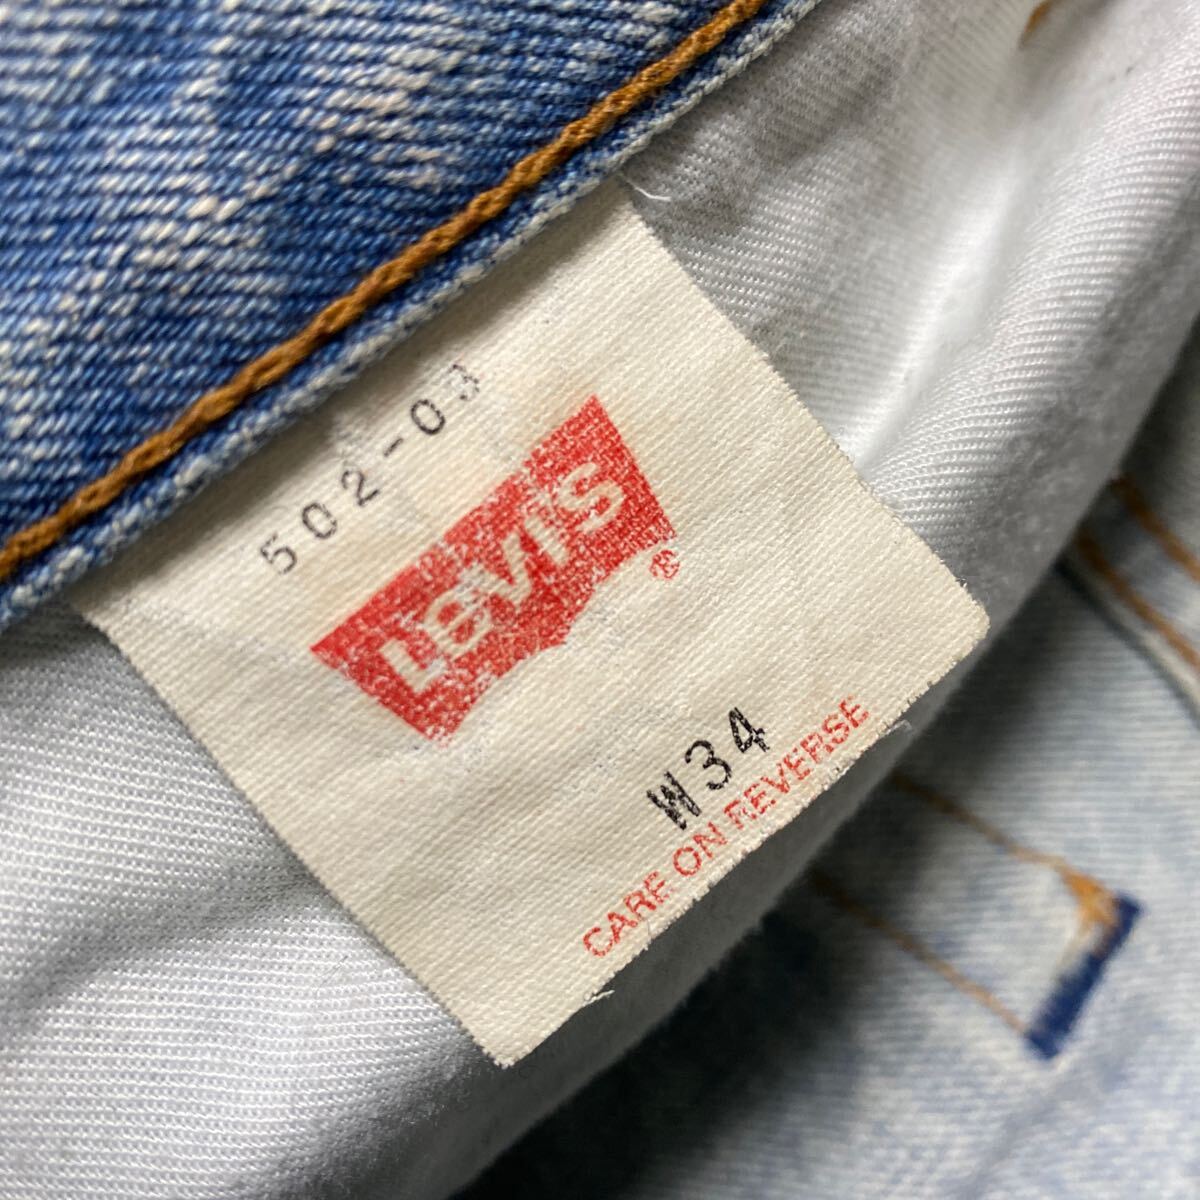 502-03
LEVI'S ®
W34
CARE ON REVERSE